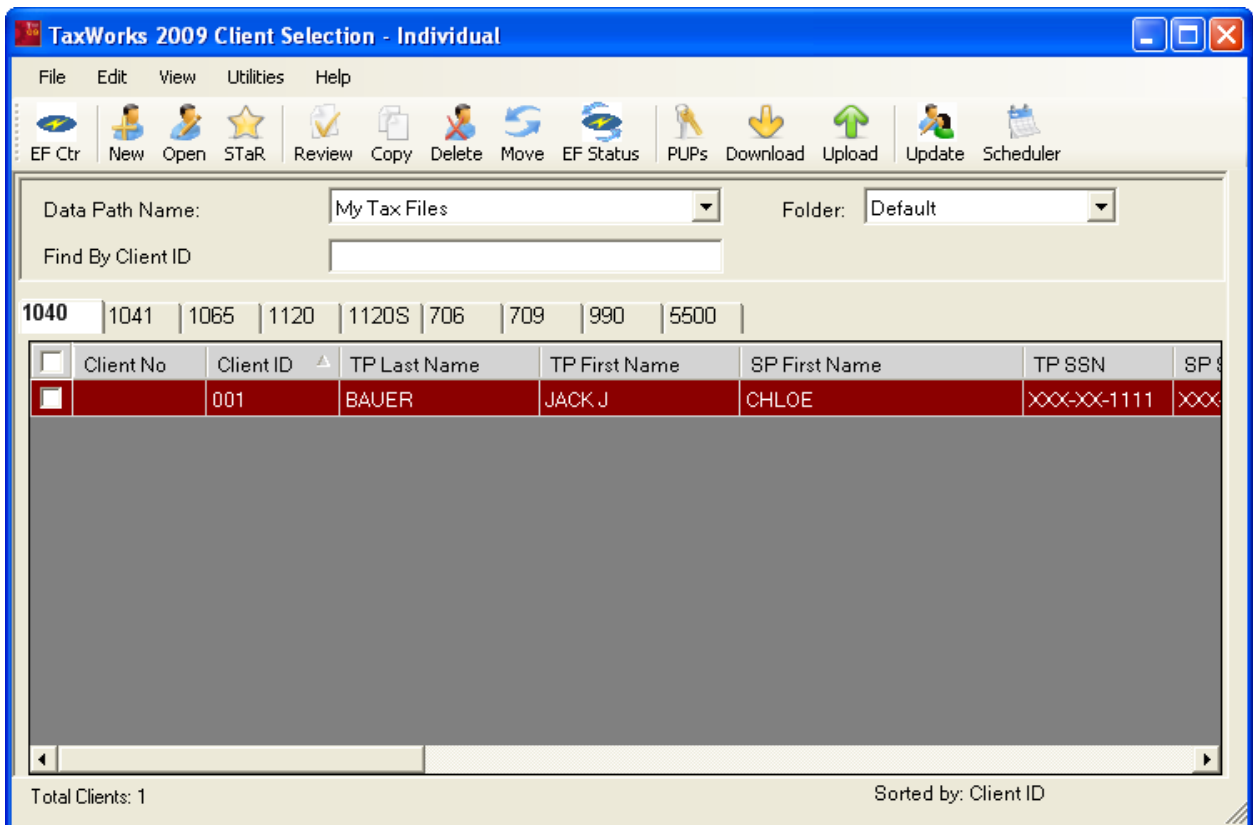 TaxWorks 2009 Client Selection - Individual
File Edit View Utilities Help
EF Ctr New Open STaR Review Copy Delete Move EF Status PUPs Download Upload Update Scheduler
Data Path Name: My Tax Files Folder: Default
Find By Client ID
1040 1041 1065 1120 1120S 706 709 990 5500
Client No Client ID TP Last Name TP First Name SP First Name TP SSN SP S
001 BAUER JACK J CHLOE XXX-XX-1111 XXX-
Total Clients: 1 Sorted by: Client ID